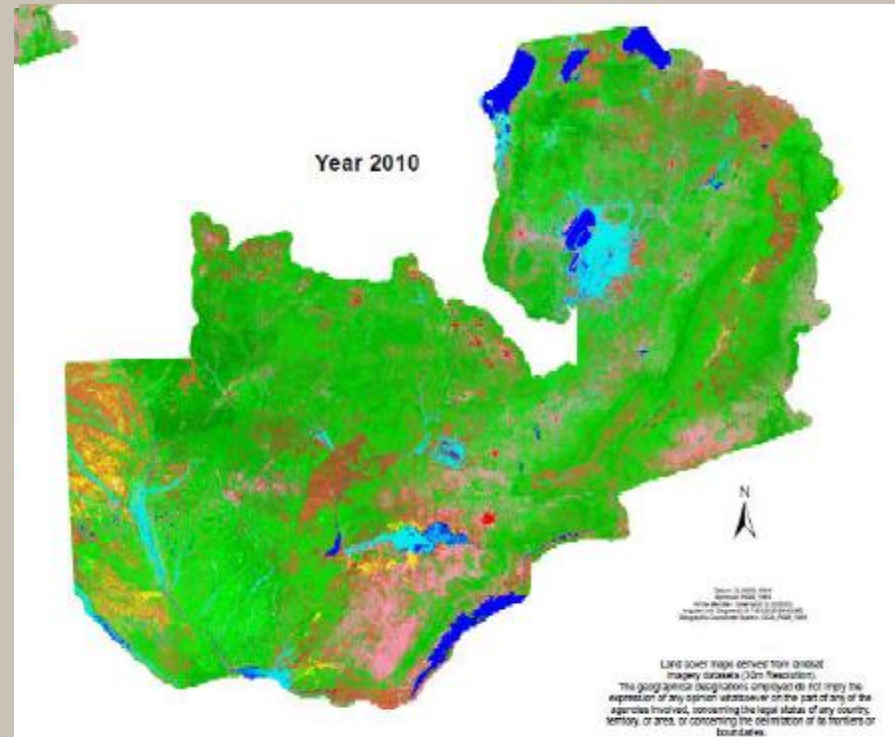 Year 2010
N
Land cover maps derived from landsat
imagery datasets (30m Resolution).
The geographical designations employed do not imply the
expression of any opinion whatsoever on the part of any of the
agencies involved, concerning the legal status of any country,
territory, or area, or concerning the delimitation of its frontiers or
boundaries.